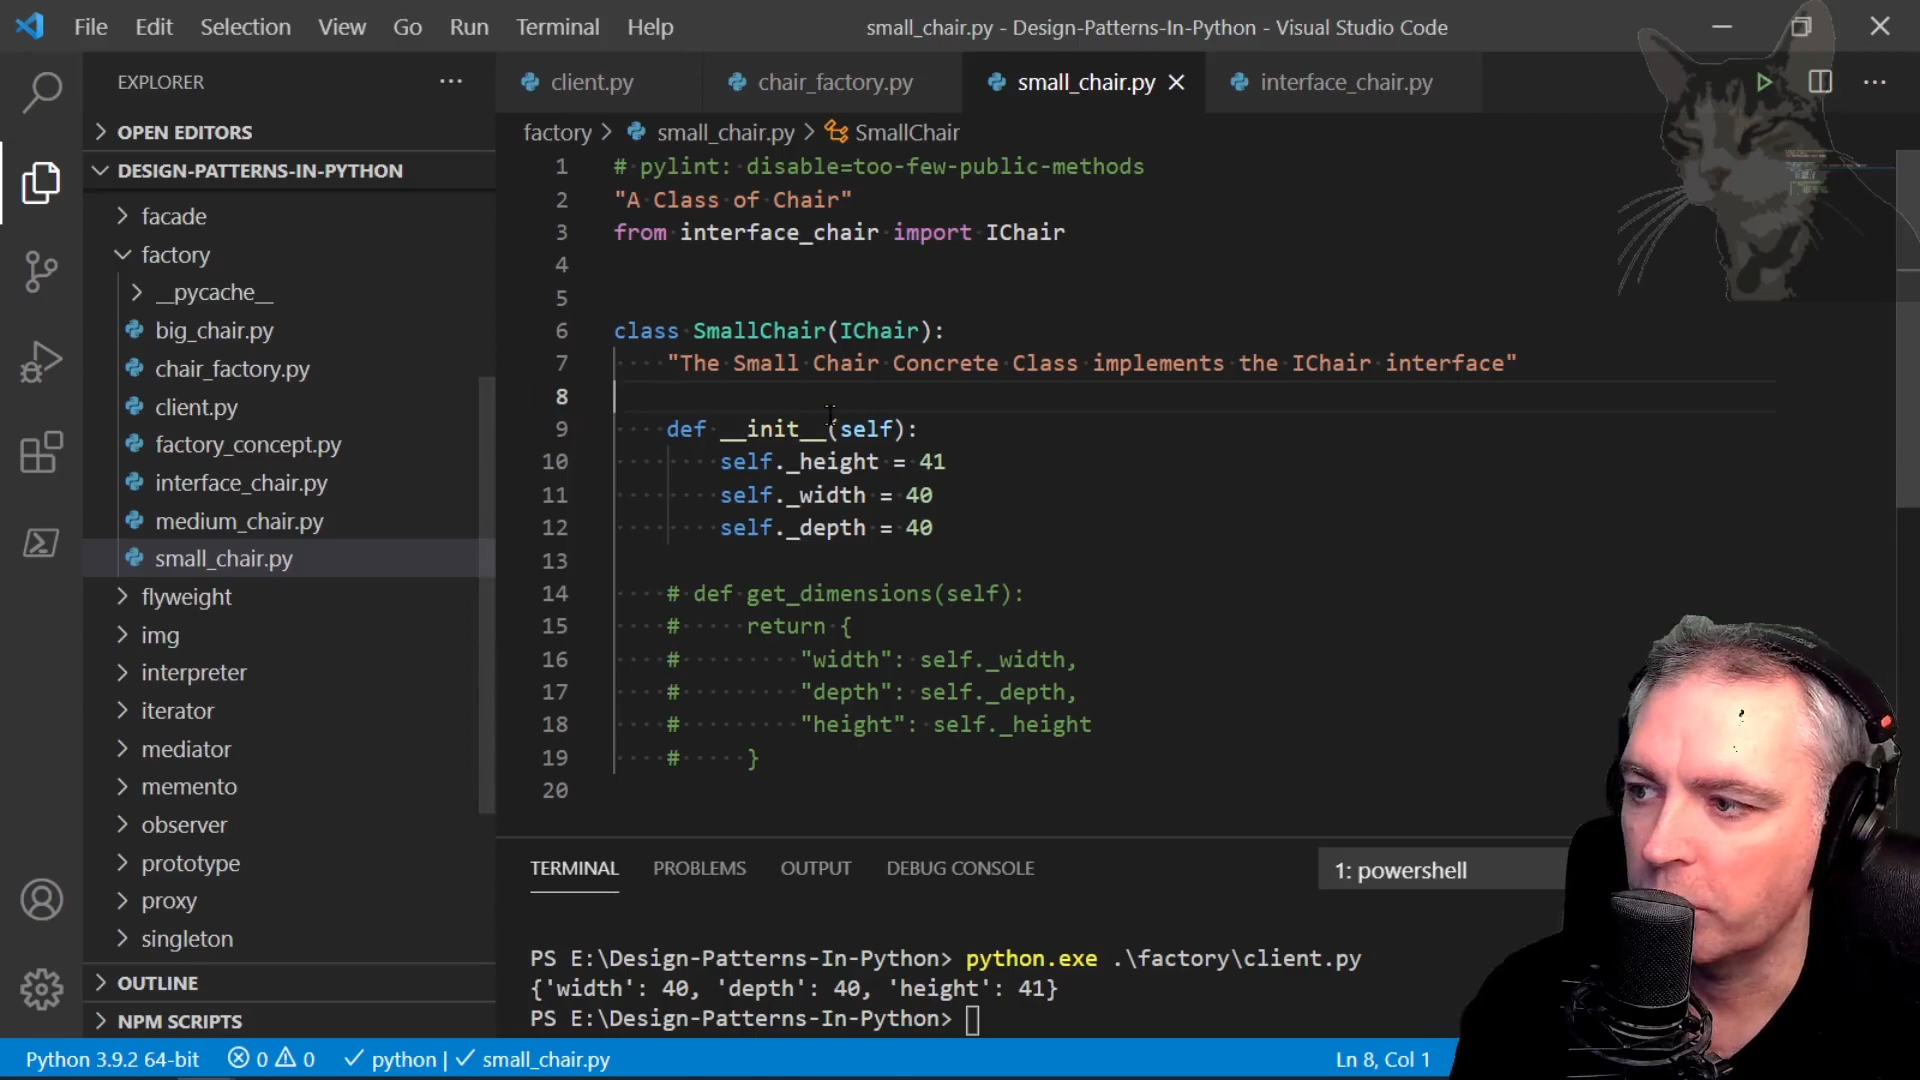 File Edit Selection View Go Run Terminal Help small_chair.py - Design-Patterns-In-Python - Visual Studio Code
EXPLORER
OPEN EDITORS
DESIGN-PATTERNS-IN-PYTHON
facade
factory
__pycache__
big_chair.py
chair_factory.py
client.py
factory_concept.py
interface_chair.py
medium_chair.py
small_chair.py
flyweight
img
interpreter
iterator
mediator
memento
observer
prototype
proxy
singleton
OUTLINE
NPM SCRIPTS
client.py chair_factory.py small_chair.py interface_chair.py
factory > small_chair.py > SmallChair
1 # pylint: disable=too-few-public-methods
2 "A Class of Chair"
3 from interface_chair import IChair
4
5
6 class SmallChair(IChair):
7 "The Small Chair Concrete Class implements the IChair interface"
8
9 def __init__(self):
10 self._height = 41
11 self._width = 40
12 self._depth = 40
13
14 # def get_dimensions(self):
15 # return {
16 # "width": self._width,
17 # "depth": self._depth,
18 # "height": self._height
19 # }
20
TERMINAL PROBLEMS OUTPUT DEBUG CONSOLE 1: powershell
PS E:\Design-Patterns-In-Python> python.exe .\factory\client.py
{'width': 40, 'depth': 40, 'height': 41}
PS E:\Design-Patterns-In-Python>
Python 3.9.2 64-bit 0 0 python | small_chair.py Ln 8, Col 1